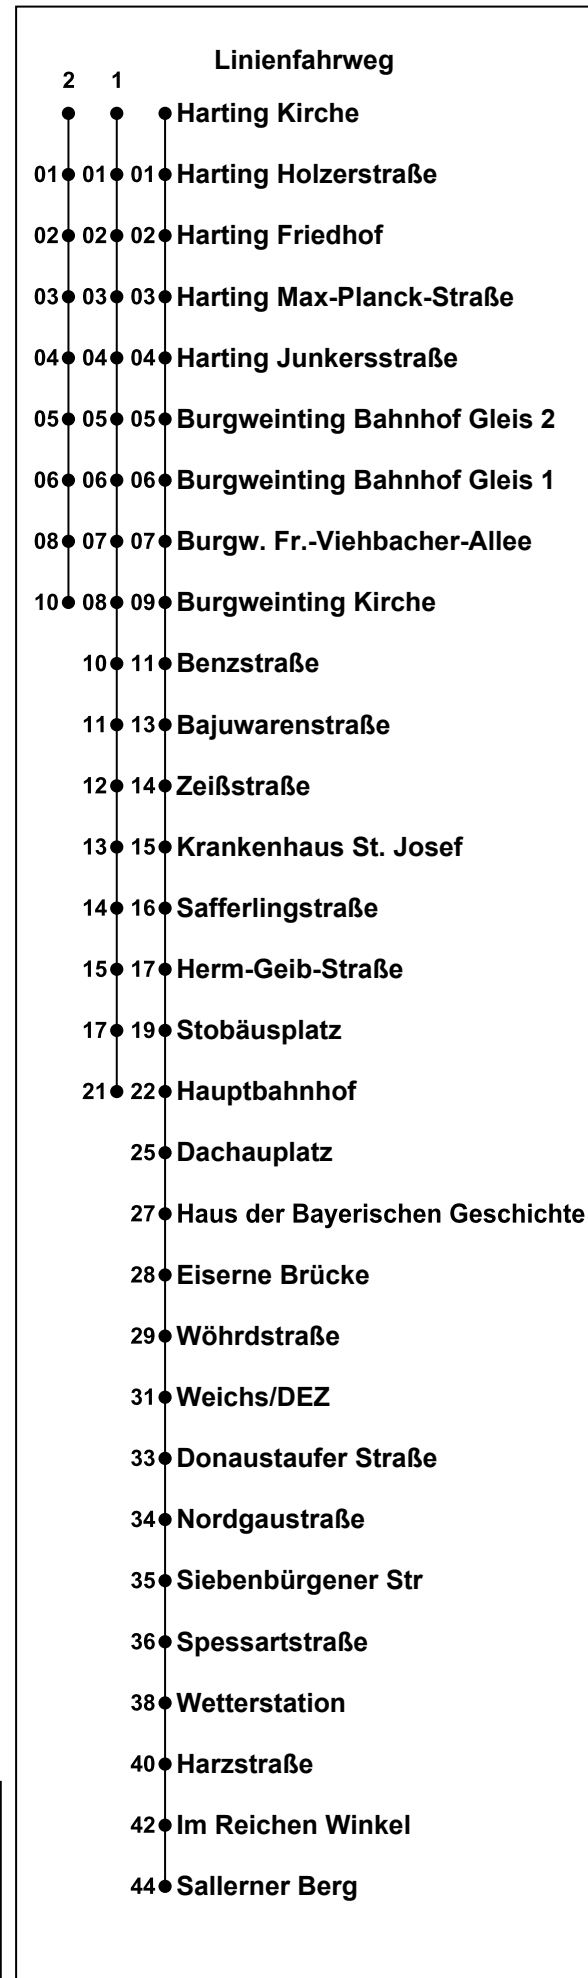 Linienfahrweg
2 1
Harting Kirche
01 01 01 Harting Holzerstraße
02 02 02 Harting Friedhof
03 03 03 Harting Max-Planck-Straße
04 04 04 Harting Junkersstraße
05 05 05 Burgweinting Bahnhof Gleis 2
06 06 06 Burgweinting Bahnhof Gleis 1
08 07 07 Burgw. Fr.-Viehbacher-Allee
10 08 09 Burgweinting Kirche
10 11 Benzstraße
11 13 Bajuwarenstraße
12 14 Zeißstraße
13 15 Krankenhaus St. Josef
14 16 Safferlingstraße
15 17 Herm-Geib-Straße
17 19 Stobäusplatz
21 22 Hauptbahnhof
25 Dachauplatz
27 Haus der Bayerischen Geschichte
28 Eiserne Brücke
29 Wöhrdstraße
31 Weichs/DEZ
33 Donaustaufer Straße
34 Nordgaustraße
35 Siebenbürgener Str
36 Spessartstraße
38 Wetterstation
40 Harzstraße
42 Im Reichen Winkel
44 Sallerner Berg